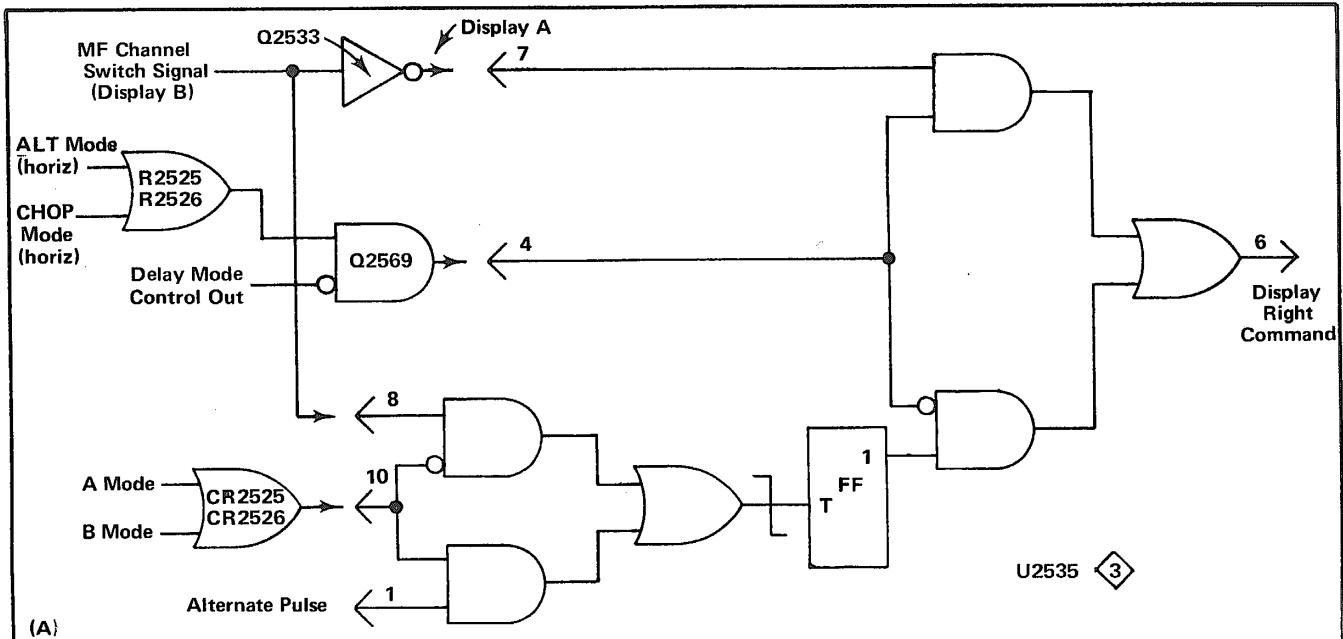 Display A
Q2533
7
MF Channel
Switch Signal
(Display B)
ALT Mode
(horiz)
R2525
R2526
CHOP
Mode
(horiz)
Q2569
4
6
Delay Mode
Control Out
Display
Right
Command
8
10
A Mode
CR2525
CR2526
B Mode
1
FF
T
U2535
3
Alternate Pulse
1
(A)